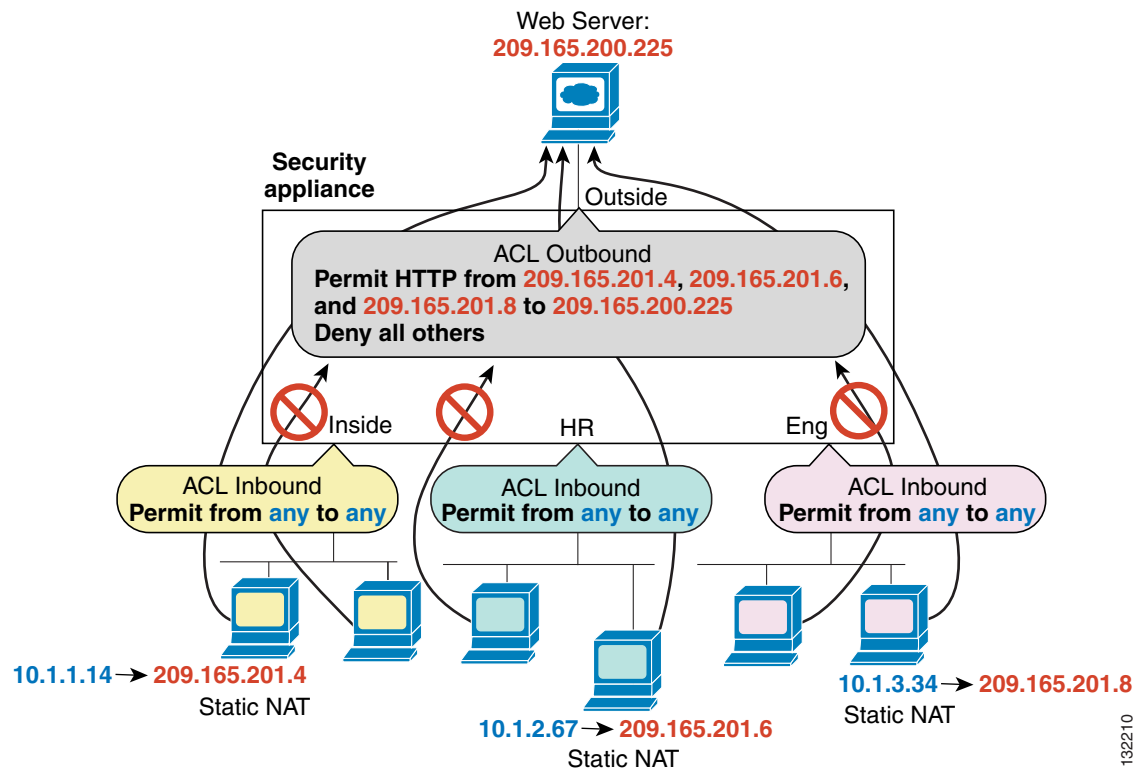 Web Server:
209.165.200.225
Security
appliance
Outside
ACL Outbound
Permit HTTP from 209.165.201.4, 209.165.201.6,
and 209.165.201.8 to 209.165.200.225
Deny all others
Inside
HR
Eng
ACL Inbound
Permit from any to any
ACL Inbound
Permit from any to any
ACL Inbound
Permit from any to any
10.1.1.14 → 209.165.201.4
Static NAT
10.1.2.67 → 209.165.201.6
Static NAT
10.1.3.34 → 209.165.201.8
Static NAT
132210